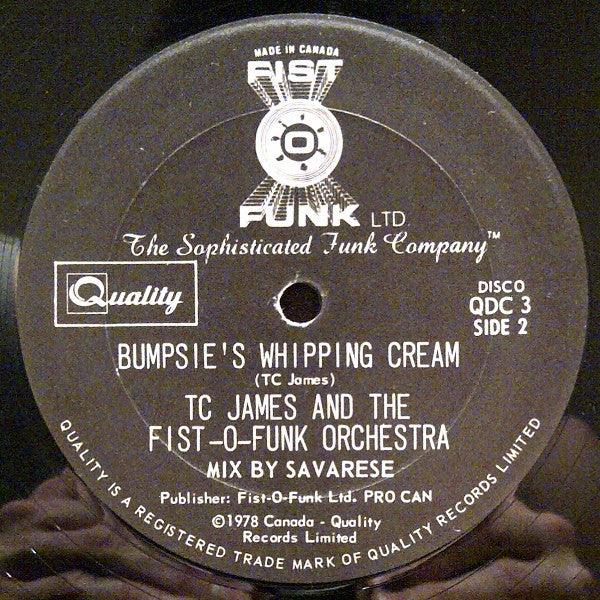 MADE IN CANADA
FIST
O
FUNK LTD.
The Sophisticated Funk Company™
Quality
DISCO
QDC 3
SIDE 2
BUMPSIE'S WHIPPING CREAM
(TC James)
TC JAMES AND THE
FIST-O-FUNK ORCHESTRA
MIX BY SAVARESE
Publisher: Fist-O-Funk Ltd. PRO CAN
©1978 Canada - Quality
Records Limited
QUALITY IS A REGISTERED TRADE MARK OF QUALITY RECORDS LIMITED